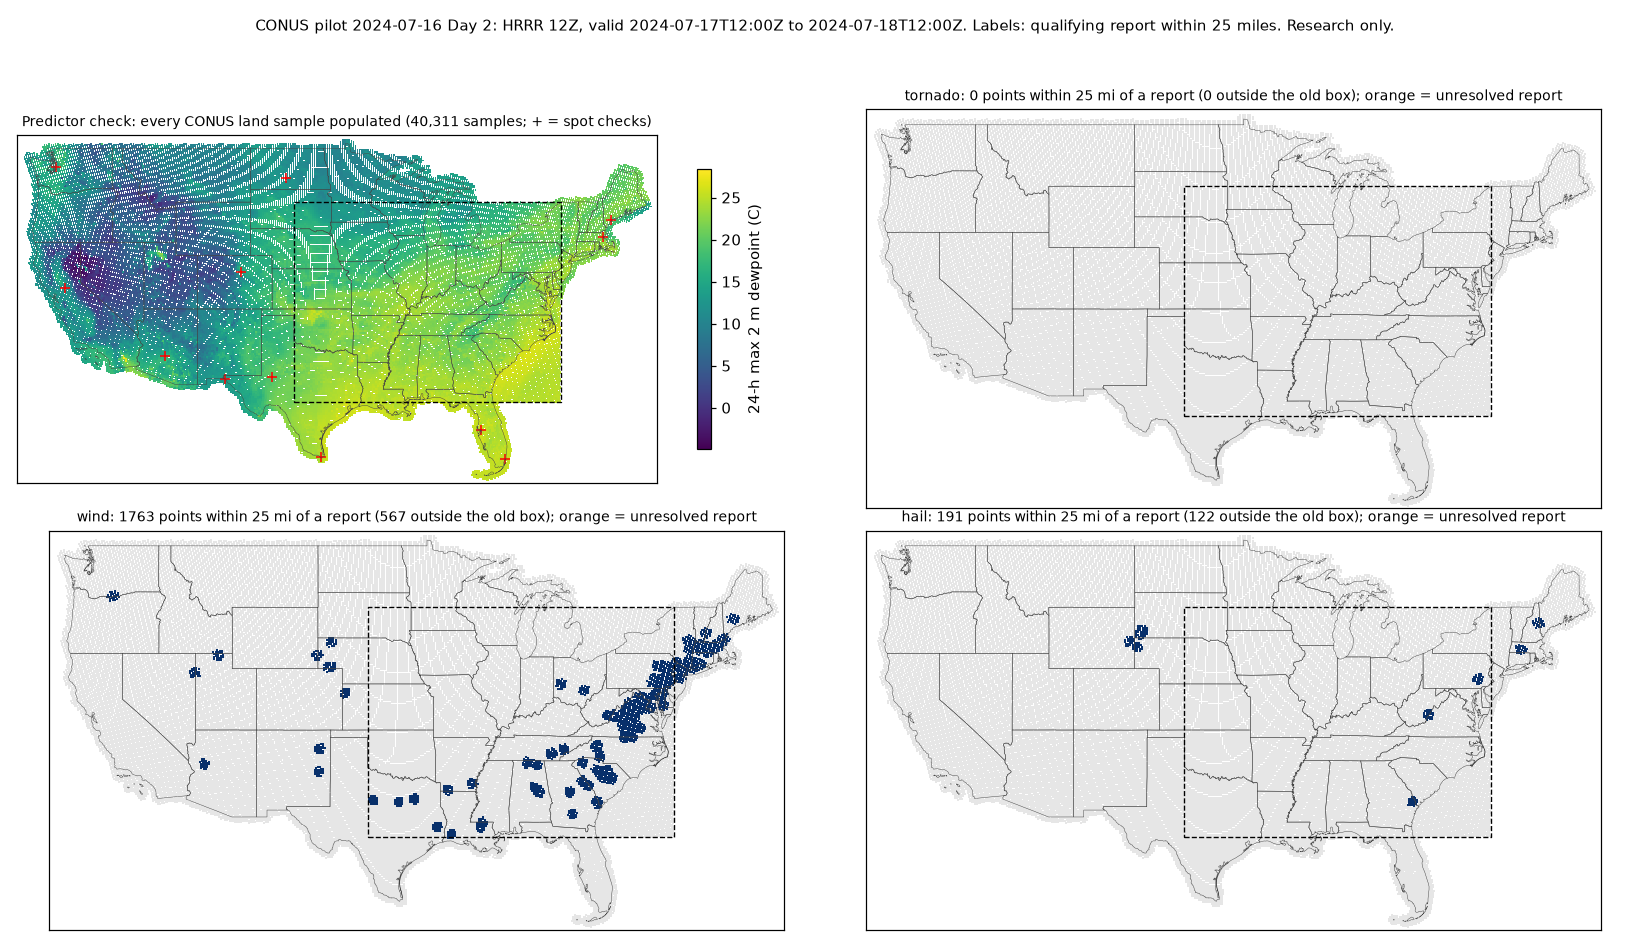 CONUS pilot 2024-07-16 Day 2: HRRR 12Z, valid 2024-07-17T12:00Z to 2024-07-18T12:00Z. Labels: qualifying report within 25 miles. Research only.
Predictor check: every CONUS land sample populated (40,311 samples; + = spot checks)
25
20
15
10
5
0
24-h max 2 m dewpoint (C)
tornado: 0 points within 25 mi of a report (0 outside the old box); orange = unresolved report
wind: 1763 points within 25 mi of a report (567 outside the old box); orange = unresolved report
hail: 191 points within 25 mi of a report (122 outside the old box); orange = unresolved report